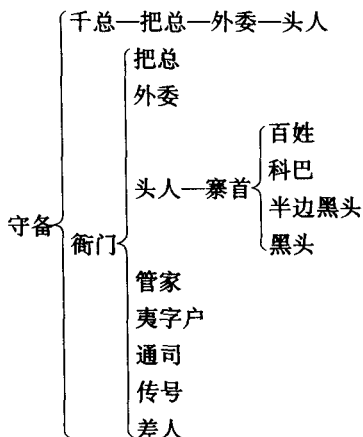 千总—把总—外委—头人
把总
外委
百姓
科巴
头人—寨首
半边黑头
守备
衙门
黑头
管家
夷字户
通司
传号
差人